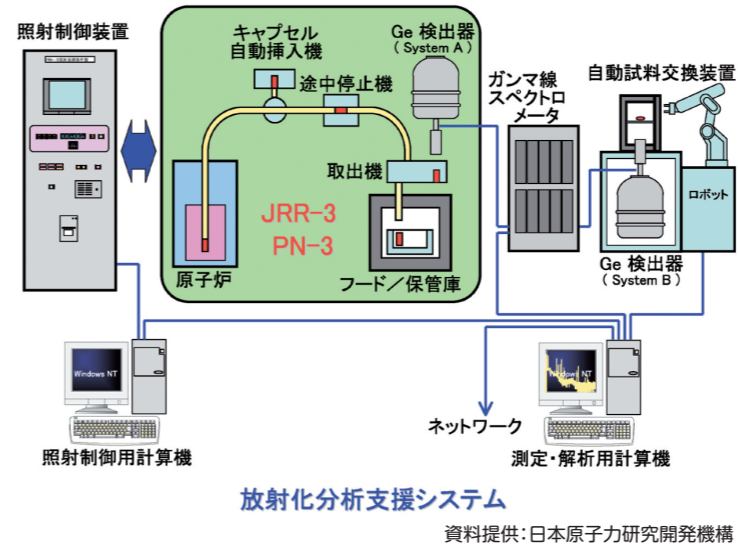 照射制御装置
キャプセル
自動挿入機
途中停止機
Ge 検出器
( System A )
ガンマ線
スペクトロ
メータ
自動試料交換装置
取出機
JRR-3
PN-3
原子炉
フード／保管庫
ロボット
Ge 検出器
( System B )
Windows NT
Windows NT
照射制御用計算機
ネットワーク
測定・解析用計算機
放射化分析支援システム
資料提供：日本原子力研究開発機構